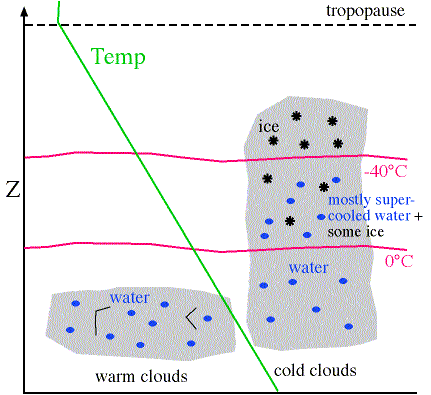 tropopause
Temp
ice
-40°C
Z
mostly super-
cooled water +
some ice
0°C
water
water
cold clouds
warm clouds